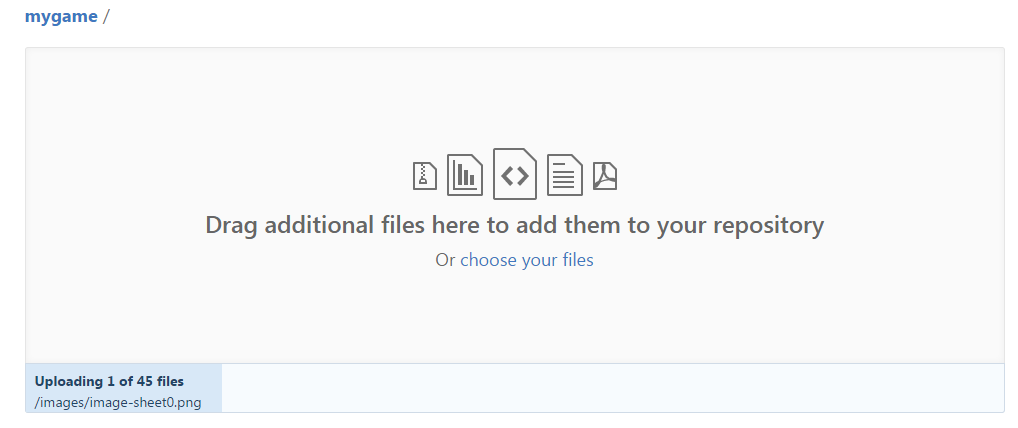 mygame /
Drag additional files here to add them to your repository
Or choose your files
Uploading 1 of 45 files
/images/image-sheet0.png